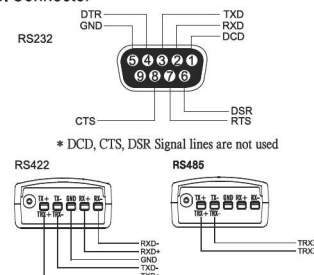 DTR TXD
GND RXD
DCD
RS232
5 4 3 2 1
9 8 7 6
DSR
CTS RTS
* DCD, CTS, DSR Signal lines are not used
RS422 RS485
TX+ TX- GND RX+ RX-
TRX+ TRX-
TX+ TX- GND RX+ RX-
TRX+ TRX-
RXD-
RXD+
GND
TXD-